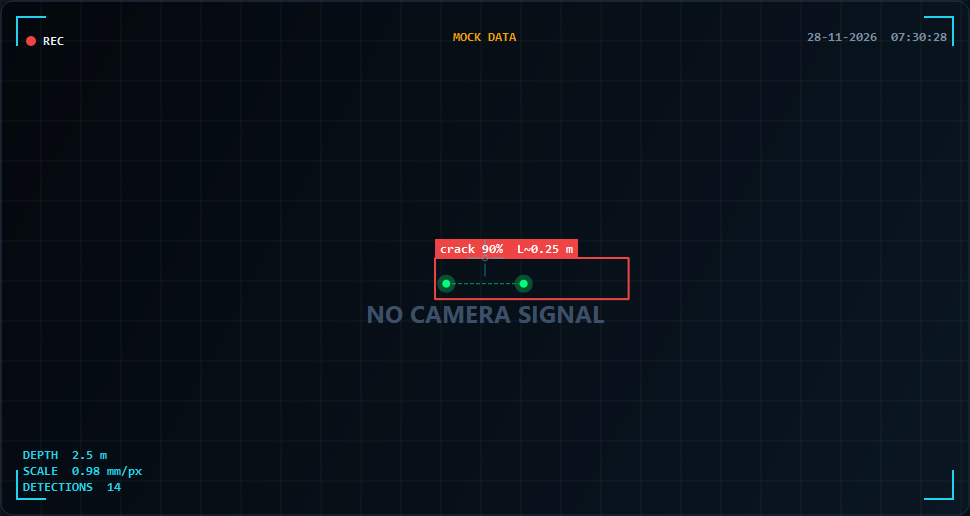 REC
MOCK DATA
28-11-2026 07:30:28
crack 90% L~0.25 m
NO CAMERA SIGNAL
DEPTH 2.5 m
SCALE 0.98 mm/px
DETECTIONS 14